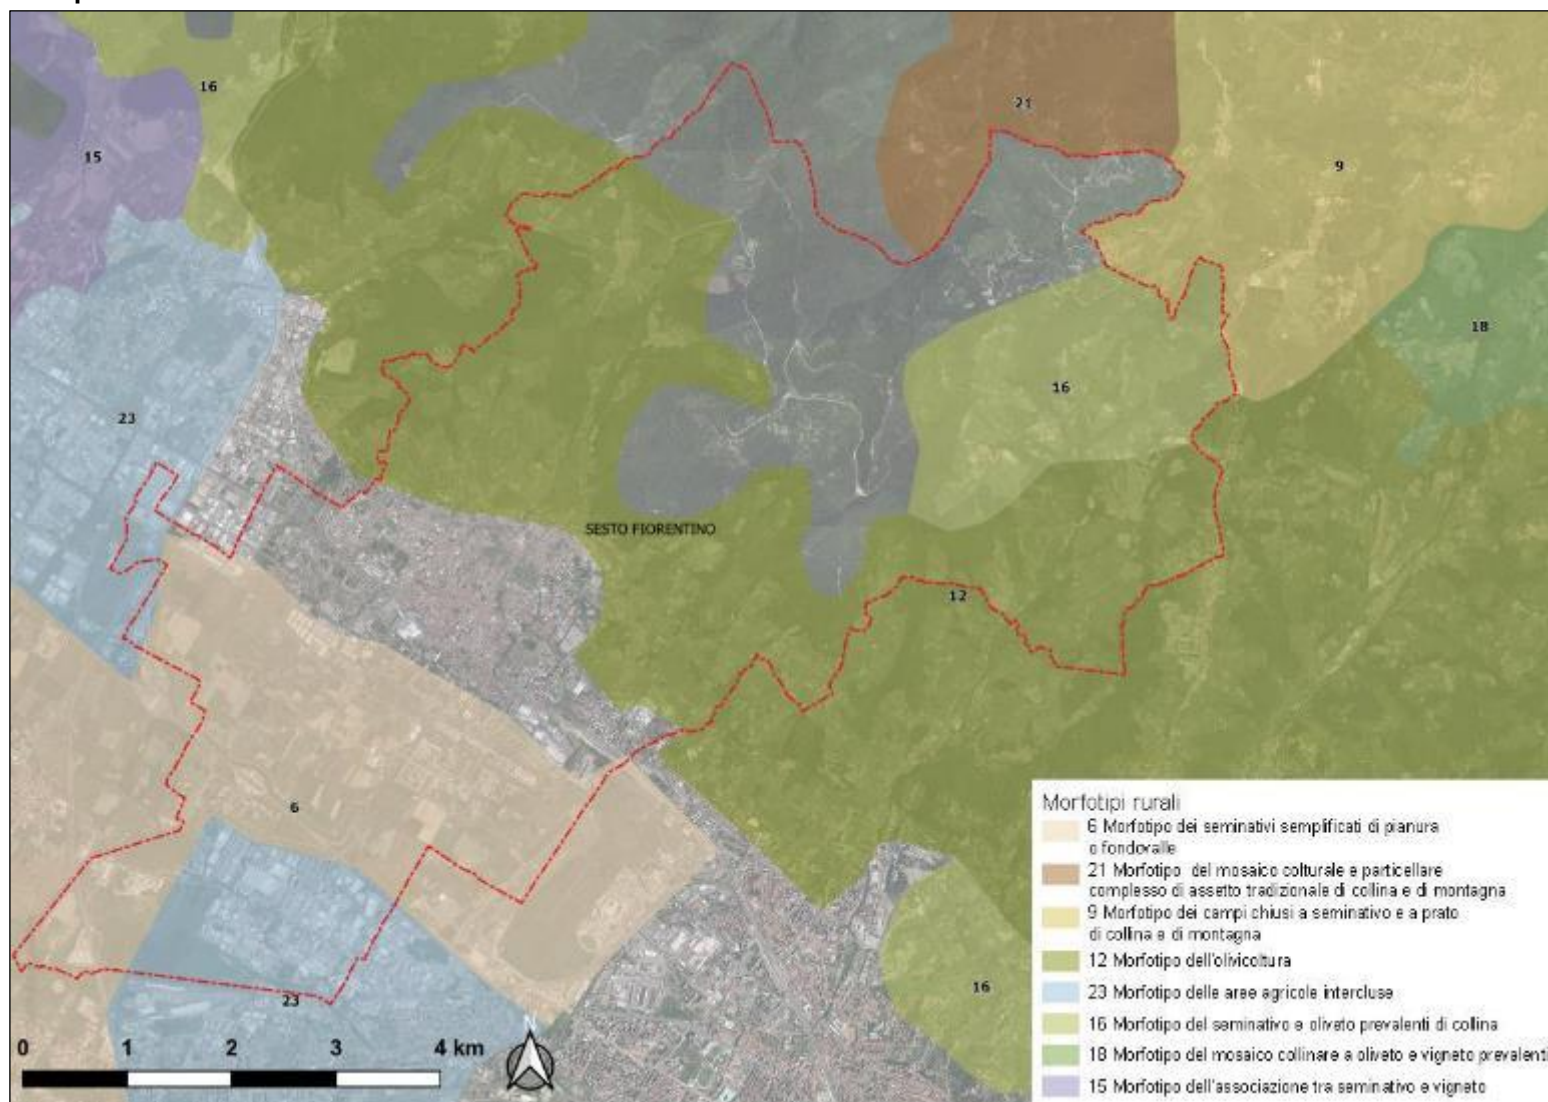 16
21
15
9
18
16
23
SESTO FIORENTINO
12
6
16
23
0 1 2 3 4 km
Morfotipi rurali
6 Morfotipo dei seminativi semplificati di pianura
o fondovalle
21 Morfotipo del mosaico colturale e particellare
complesso di assetto tradizionale di collina e di montagna
9 Morfotipo dei campi chiusi a seminativo e a prato
di collina e di montagna
12 Morfotipo dell'olivicoltura
23 Morfotipo delle aree agricole intercluse
16 Morfotipo del seminativo e oliveto prevalenti di collina
18 Morfotipo del mosaico collinare a oliveto e vigneto prevalenti
15 Morfotipo dell'associazione tra seminativo e vigneto